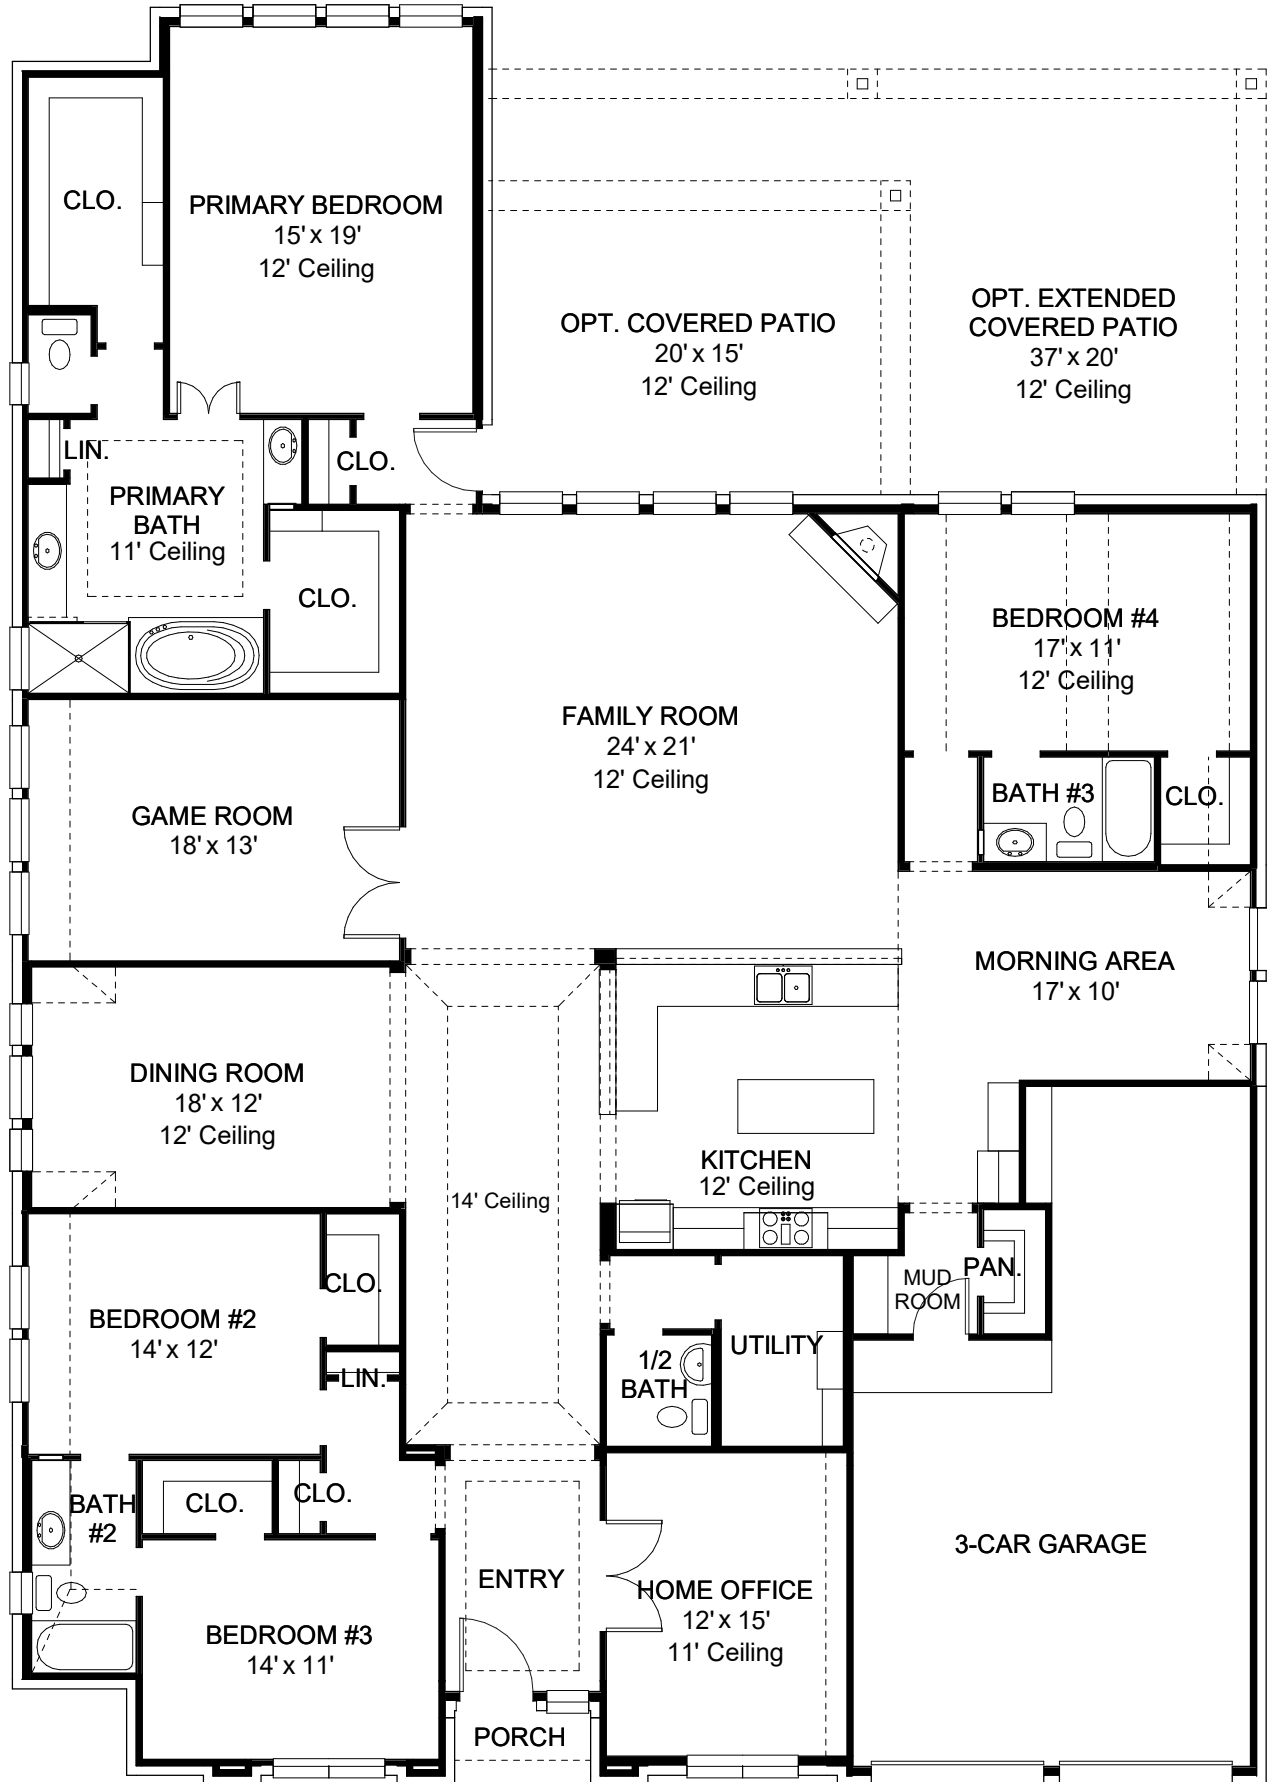 CLO.
PRIMARY BEDROOM
15' x 19'
12' Ceiling
OPT. COVERED PATIO
20' x 15'
12' Ceiling
OPT. EXTENDED
COVERED PATIO
37' x 20'
12' Ceiling
LIN.
CLO.
PRIMARY
BATH
11' Ceiling
CLO.
BEDROOM #4
17' x 11'
12' Ceiling
FAMILY ROOM
24' x 21'
12' Ceiling
GAME ROOM
18' x 13'
BATH #3
CLO.
MORNING AREA
17' x 10'
DINING ROOM
18' x 12'
12' Ceiling
14' Ceiling
KITCHEN
12' Ceiling
CLO.
BEDROOM #2
14' x 12'
LIN.
MUD
ROOM
PAN.
UTILITY
1/2
BATH
BATH
#2
CLO.
CLO.
ENTRY
HOME OFFICE
12' x 15'
11' Ceiling
3-CAR GARAGE
BEDROOM #3
14' x 11'
PORCH